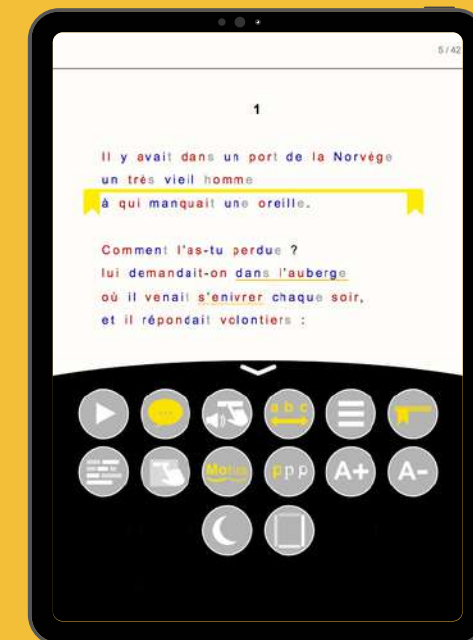 5 / 42
1
Il y avait dans un port de la Norvège
un très vieil homme
à qui manquait une oreille.
Comment l'as-tu perdue ?
lui demandait-on dans l'auberge
où il venait s'enivrer chaque soir,
et il répondait volontiers :
a b c
Motus
p p p
A+
A-